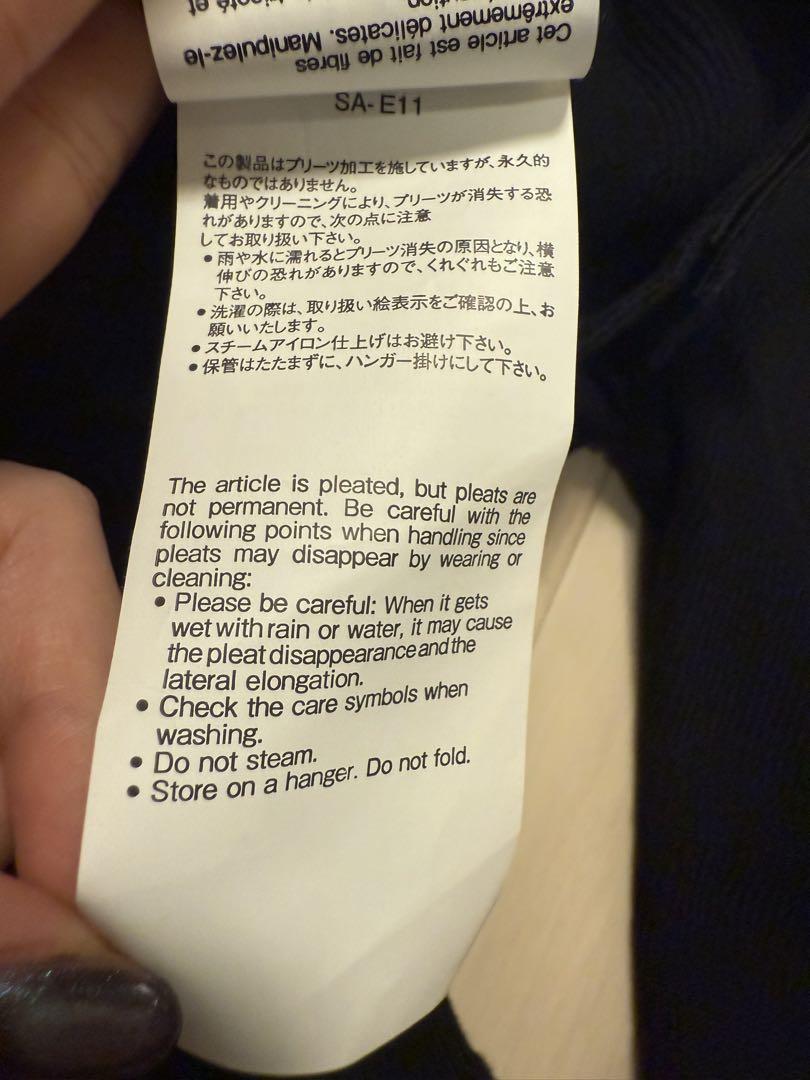 Cet article est fait de fibres
extrêmement délicates. Manipulez-le
SA-E11
この製品はプリーツ加工を施していますが、永久的
なものではありません。
着用やクリーニングにより、プリーツが消失する恐
れがありますので、次の点に注意
してお取り扱い下さい。
● 雨や水に濡れるとプリーツ消失の原因となり、横
伸びの恐れがありますので、くれぐれもご注意
下さい。
● 洗濯の際は、取り扱い絵表示をご確認の上、お
願いいたします。
● スチームアイロン仕上げはお避け下さい。
● 保管はたたまずに、ハンガー掛けにして下さい。
The article is pleated, but pleats are
not permanent. Be careful with the
following points when handling since
pleats may disappear by wearing or
cleaning:
● Please be careful: When it gets
wet with rain or water, it may cause
the pleat disappearance and the
lateral elongation.
● Check the care symbols when
washing.
● Do not steam.
● Store on a hanger. Do not fold.